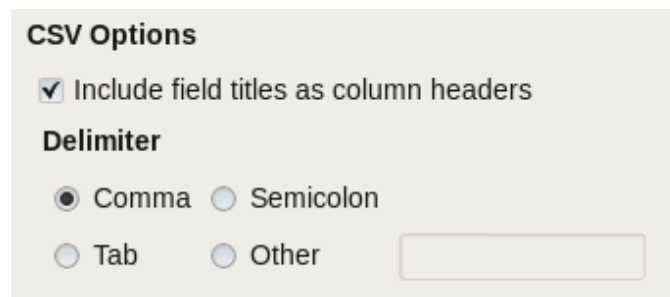 CSV Options
Include field titles as column headers
Delimiter
Comma Semicolon
Tab Other